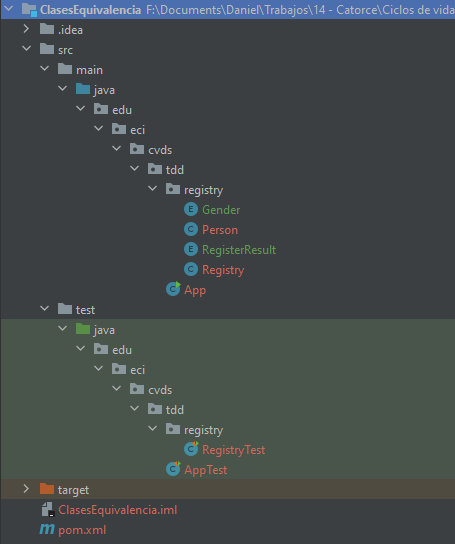 ClasesEquivalencia F:\Documents\Daniel\Trabajos\14 - Catorce\Ciclos de vida
.idea
src
main
java
edu
eci
cvds
tdd
registry
Gender
Person
RegisterResult
Registry
App
test
java
edu
eci
cvds
tdd
registry
RegistryTest
AppTest
target
ClasesEquivalencia.iml
pom.xml